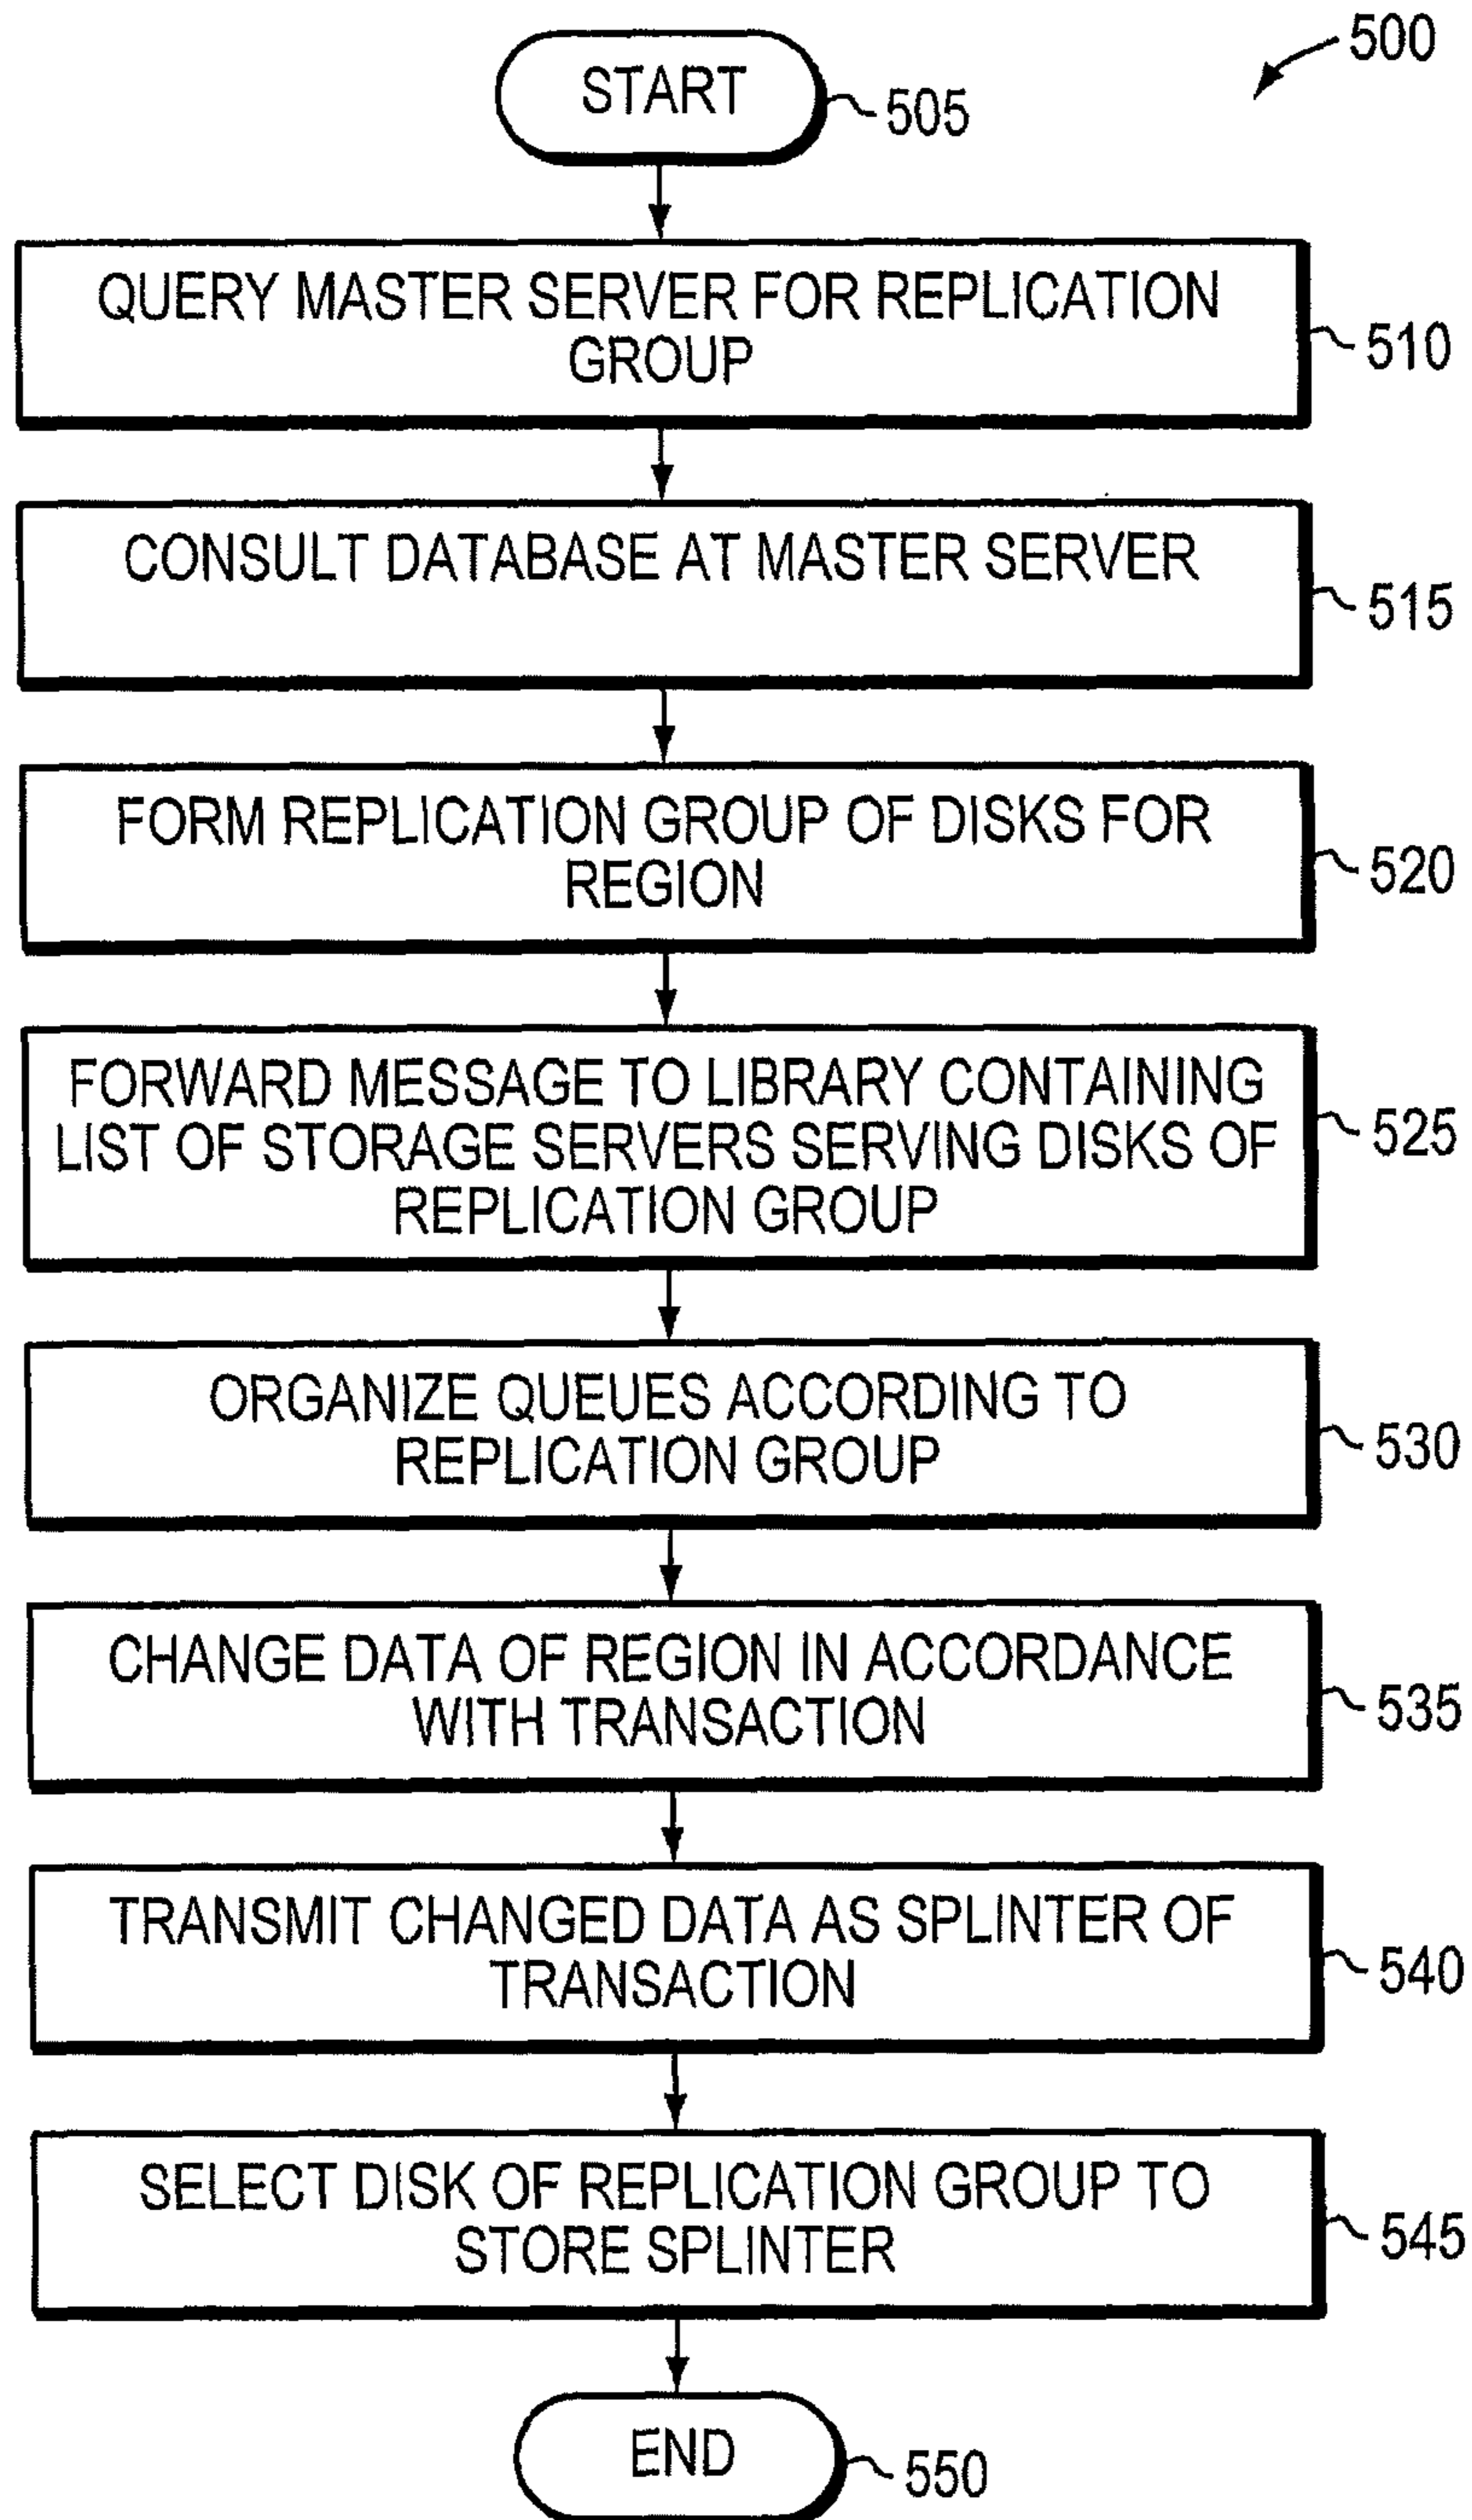 500
START
505
QUERY MASTER SERVER FOR REPLICATION
GROUP
510
CONSULT DATABASE AT MASTER SERVER
515
FORM REPLICATION GROUP OF DISKS FOR
REGION
520
FORWARD MESSAGE TO LIBRARY CONTAINING
LIST OF STORAGE SERVERS SERVING DISKS OF
REPLICATION GROUP
525
ORGANIZE QUEUES ACCORDING TO
REPLICATION GROUP
530
CHANGE DATA OF REGION IN ACCORDANCE
WITH TRANSACTION
535
TRANSMIT CHANGED DATA AS SPLINTER OF
TRANSACTION
540
SELECT DISK OF REPLICATION GROUP TO
STORE SPLINTER
545
END
550